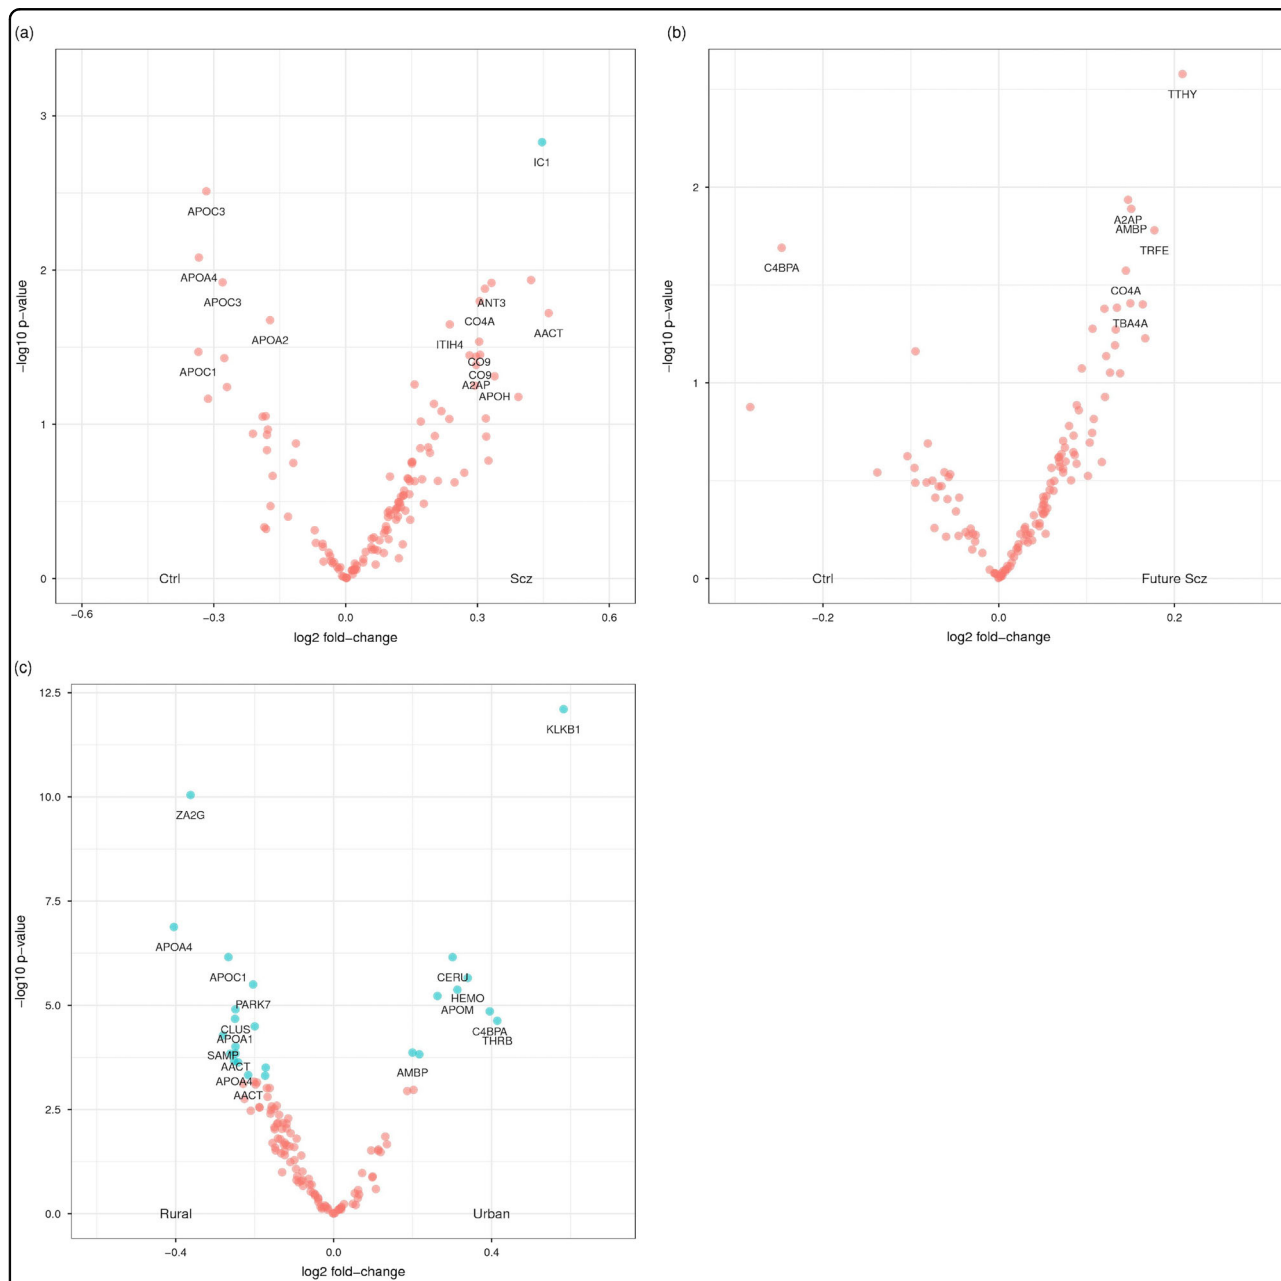 (a)
3
2
1
0
−log10 p−value
IC1
APOC3
APOA4
APOC3
ANT3
APOA2
CO4A
AACT
ITIH4
APOC1
CO9
CO9
A2AP
APOH
Ctrl
Scz
−0.6
−0.3
0.0
0.3
0.6
log2 fold−change
(b)
2
1
0
−log10 p−value
TTHY
A2AP
AMBP
TRFE
C4BPA
CO4A
TBA4A
Ctrl
Future Scz
−0.2
0.0
0.2
log2 fold−change
(c)
12.5
10.0
7.5
5.0
2.5
0.0
−log10 p−value
KLKB1
ZA2G
APOA4
APOC1
CERU
PARK7
HEMO
APOM
CLUS
C4BPA
APOA1
THRB
SAMP
AACT
AMBP
APOA4
AACT
Rural
Urban
−0.4
0.0
0.4
log2 fold−change